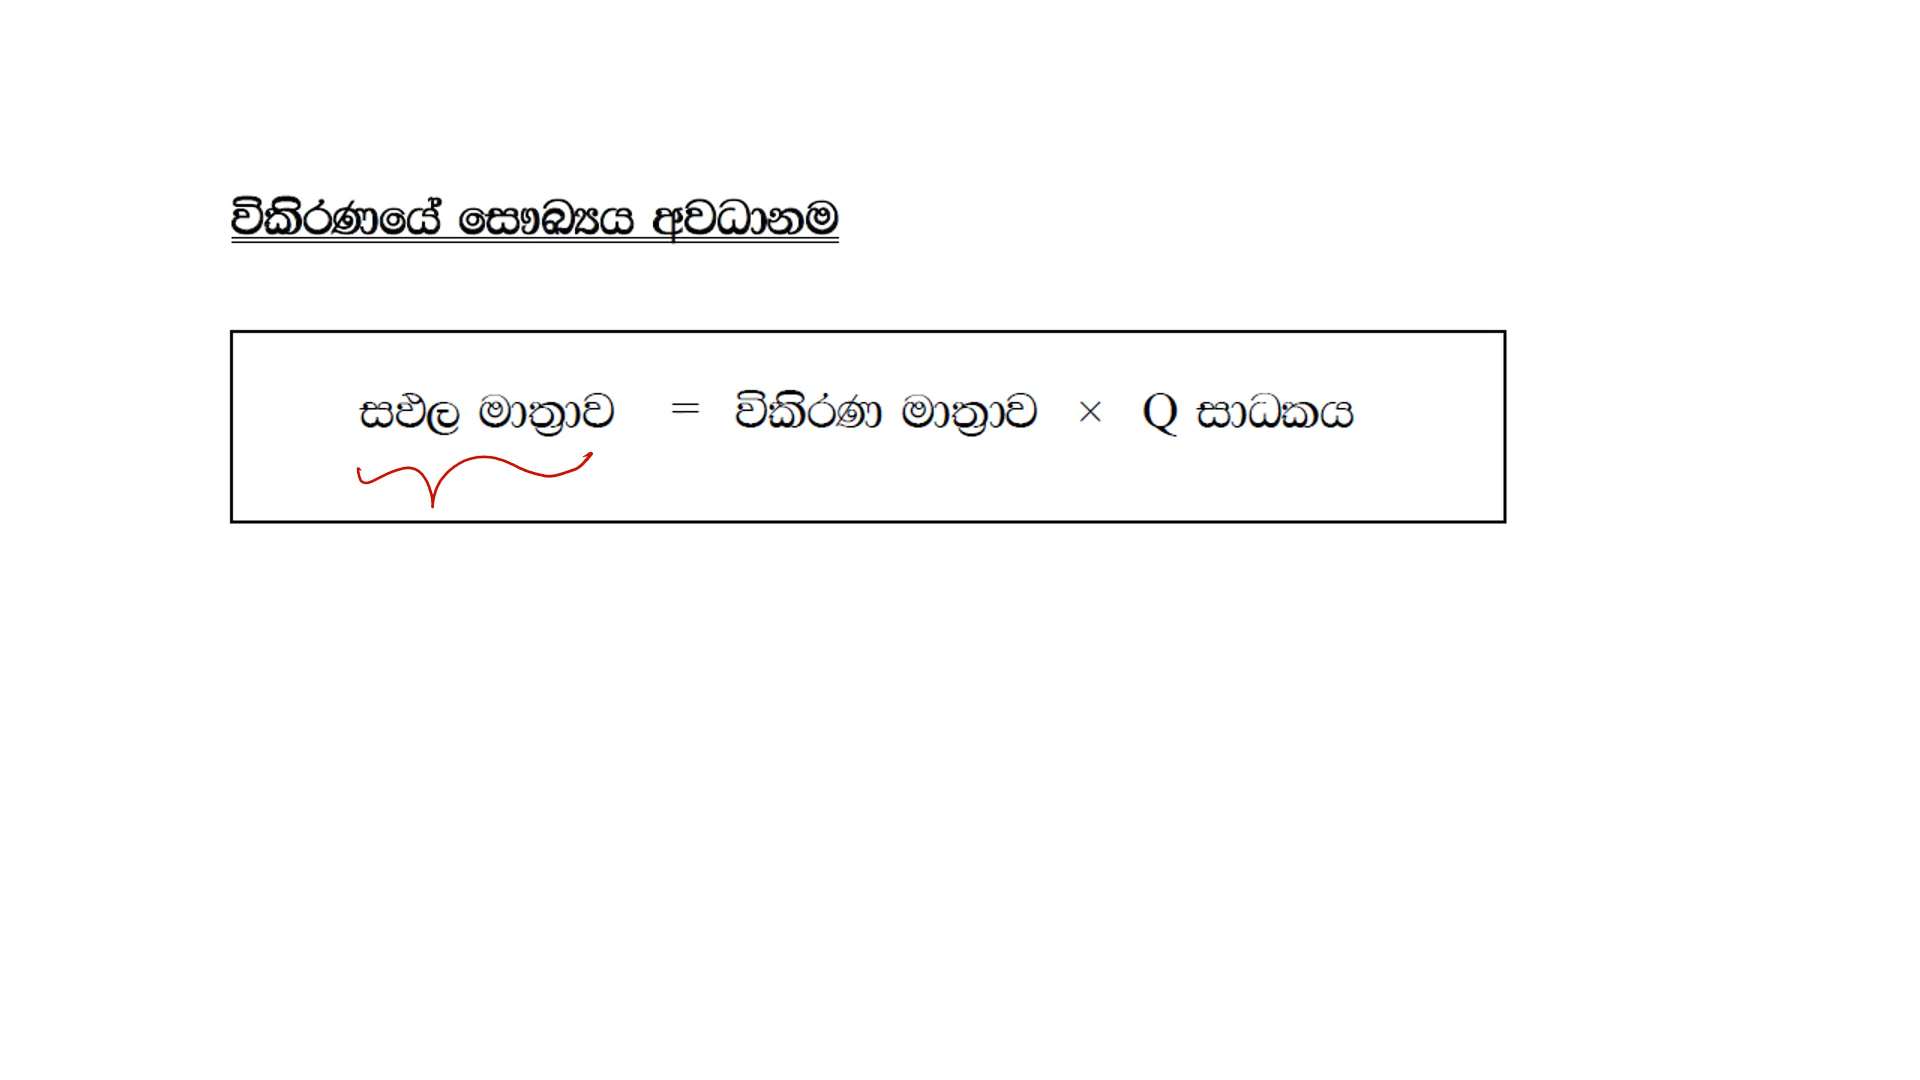 විකිරණයේ සෞඛ්‍යය අවධානම
සඵල මාත්‍රාව = විකිරණ මාත්‍රාව × Q සාධකය